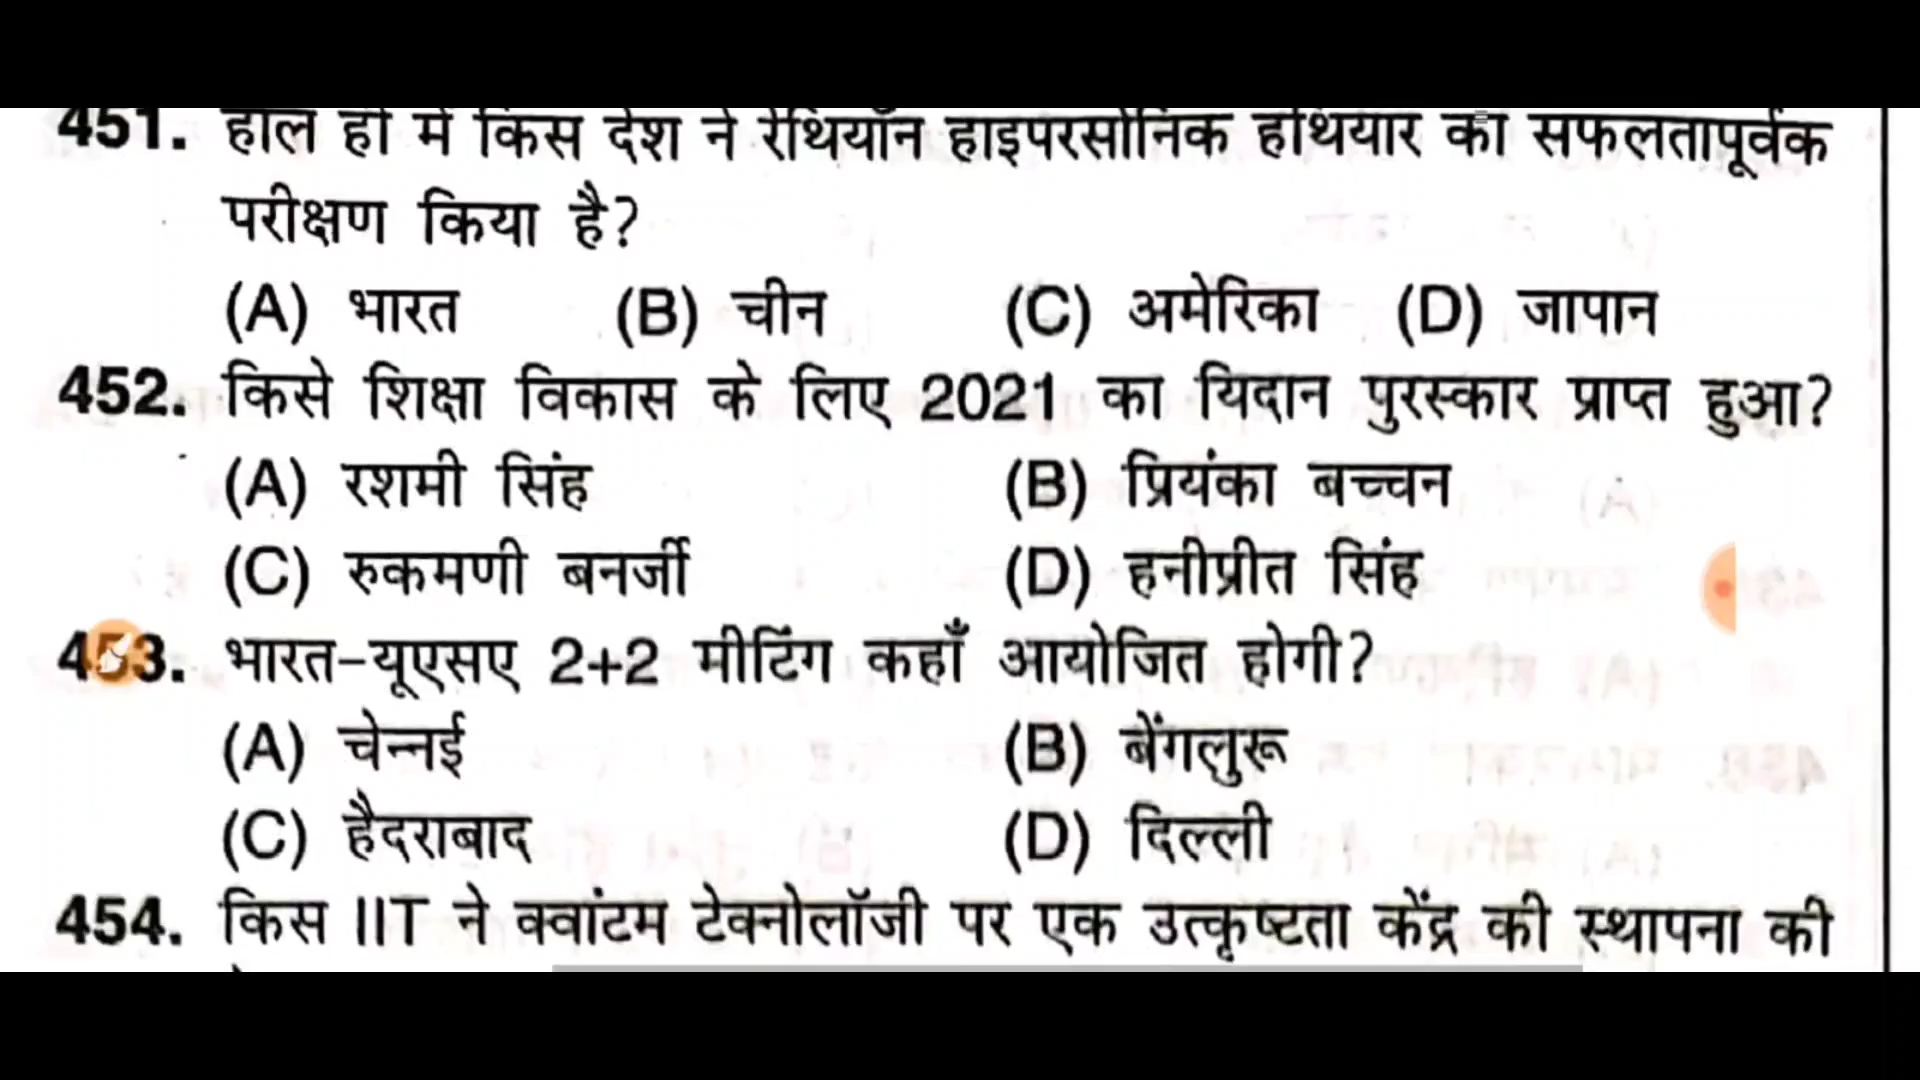 451. हाल ही में किस देश ने रेथियॉन हाइपरसोनिक हथियार का सफलतापूर्वक
परीक्षण किया है?
(A) भारत (B) चीन (C) अमेरिका (D) जापान
452. किसे शिक्षा विकास के लिए 2021 का यिदान पुरस्कार प्राप्त हुआ?
(A) रशमी सिंह (B) प्रियंका बच्चन
(C) रुकमणी बनर्जी (D) हनीप्रीत सिंह
453. भारत-यूएसए 2+2 मीटिंग कहाँ आयोजित होगी?
(A) चेन्नई (B) बेंगलुरू
(C) हैदराबाद (D) दिल्ली
454. किस IIT ने क्वांटम टेक्नोलॉजी पर एक उत्कृष्टता केंद्र की स्थापना की